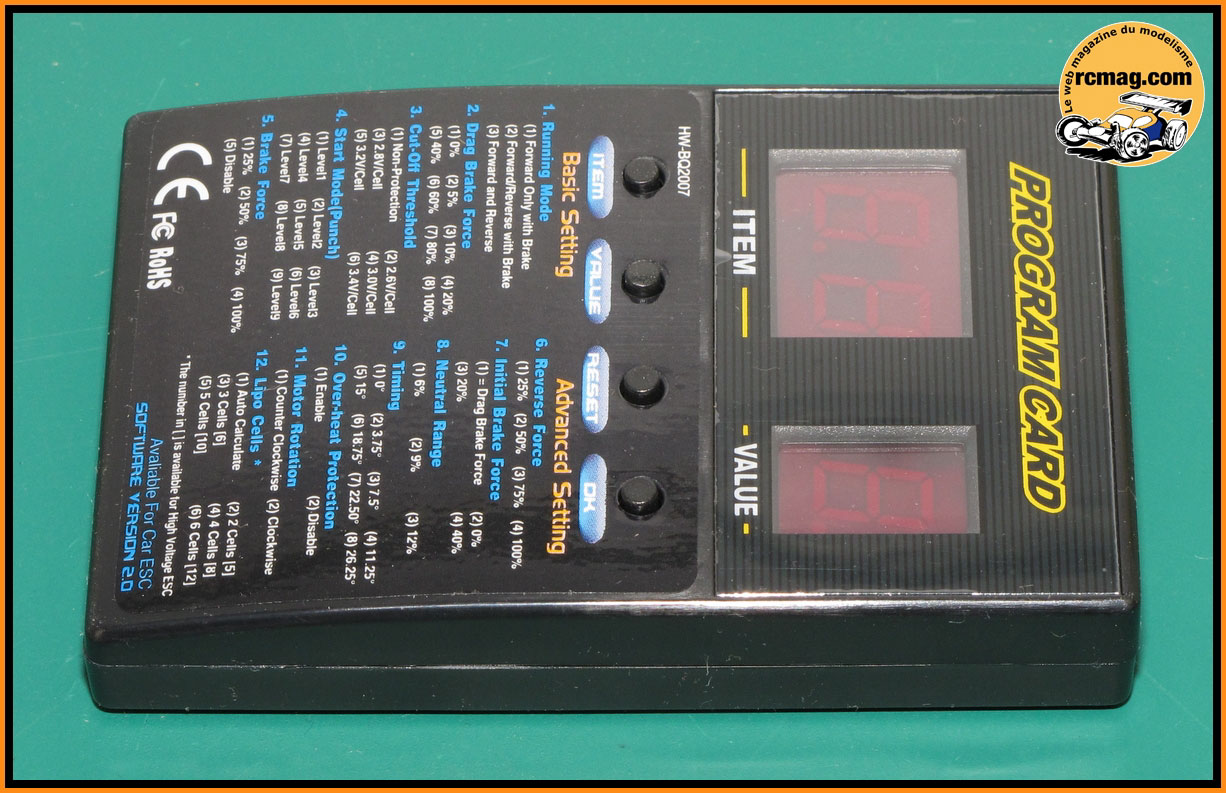 Le web magazine du modelisme
rcmag.com
PROGRAM CARD
ITEM
VALUE
HW-BQ2007
ITEM
VALUE
RESET
OK
Basic Setting
1. Running Mode
(1) Forward Only with Brake
(2) Forward/Reverse with Brake
(3) Forward and Reverse
2. Drag Brake Force
(1) 0% (2) 5% (3) 10% (4) 20%
(5) 40% (6) 60% (7) 80% (8) 100%
3. Cut-Off Threshold
(1) Non-Protection (2) 2.6V/Cell
(3) 2.8V/Cell (4) 3.0V/Cell
(5) 3.2V/Cell (6) 3.4V/Cell
4. Start Mode(Punch)
(1) Level1 (2) Level2 (3) Level3
(4) Level4 (5) Level5 (6) Level6
(7) Level7 (8) Level8 (9) Level9
5. Brake Force
(1) 25% (2) 50% (3) 75% (4) 100%
(5) Disable
CE FC RoHS
Advanced Setting
6. Reverse Force
(1) 25% (2) 50% (3) 75% (4) 100%
7. Initial Brake Force
(1) = Drag Brake Force (2) 0%
(3) 20% (4) 40%
8. Neutral Range
(1) 6% (2) 9% (3) 12%
9. Timing
(1) 0° (2) 3.75° (3) 7.5° (4) 11.25°
(5) 15° (6) 18.75° (7) 22.50° (8) 26.25°
10. Over-heat Protection
(1) Enable (2) Disable
11. Motor Rotation
(1) Counter Clockwise (2) Clockwise
12. Lipo Cells *
(1) Auto Calculate (2) 2 Cells [5]
(3) 3 Cells [6] (4) 4 Cells [8]
(5) 5 Cells [10] (6) 6 Cells [12]
*The number in [ ] is available for High Voltage ESC
Avaliable For Car ESC
SOFTWARE VERSION 2.0